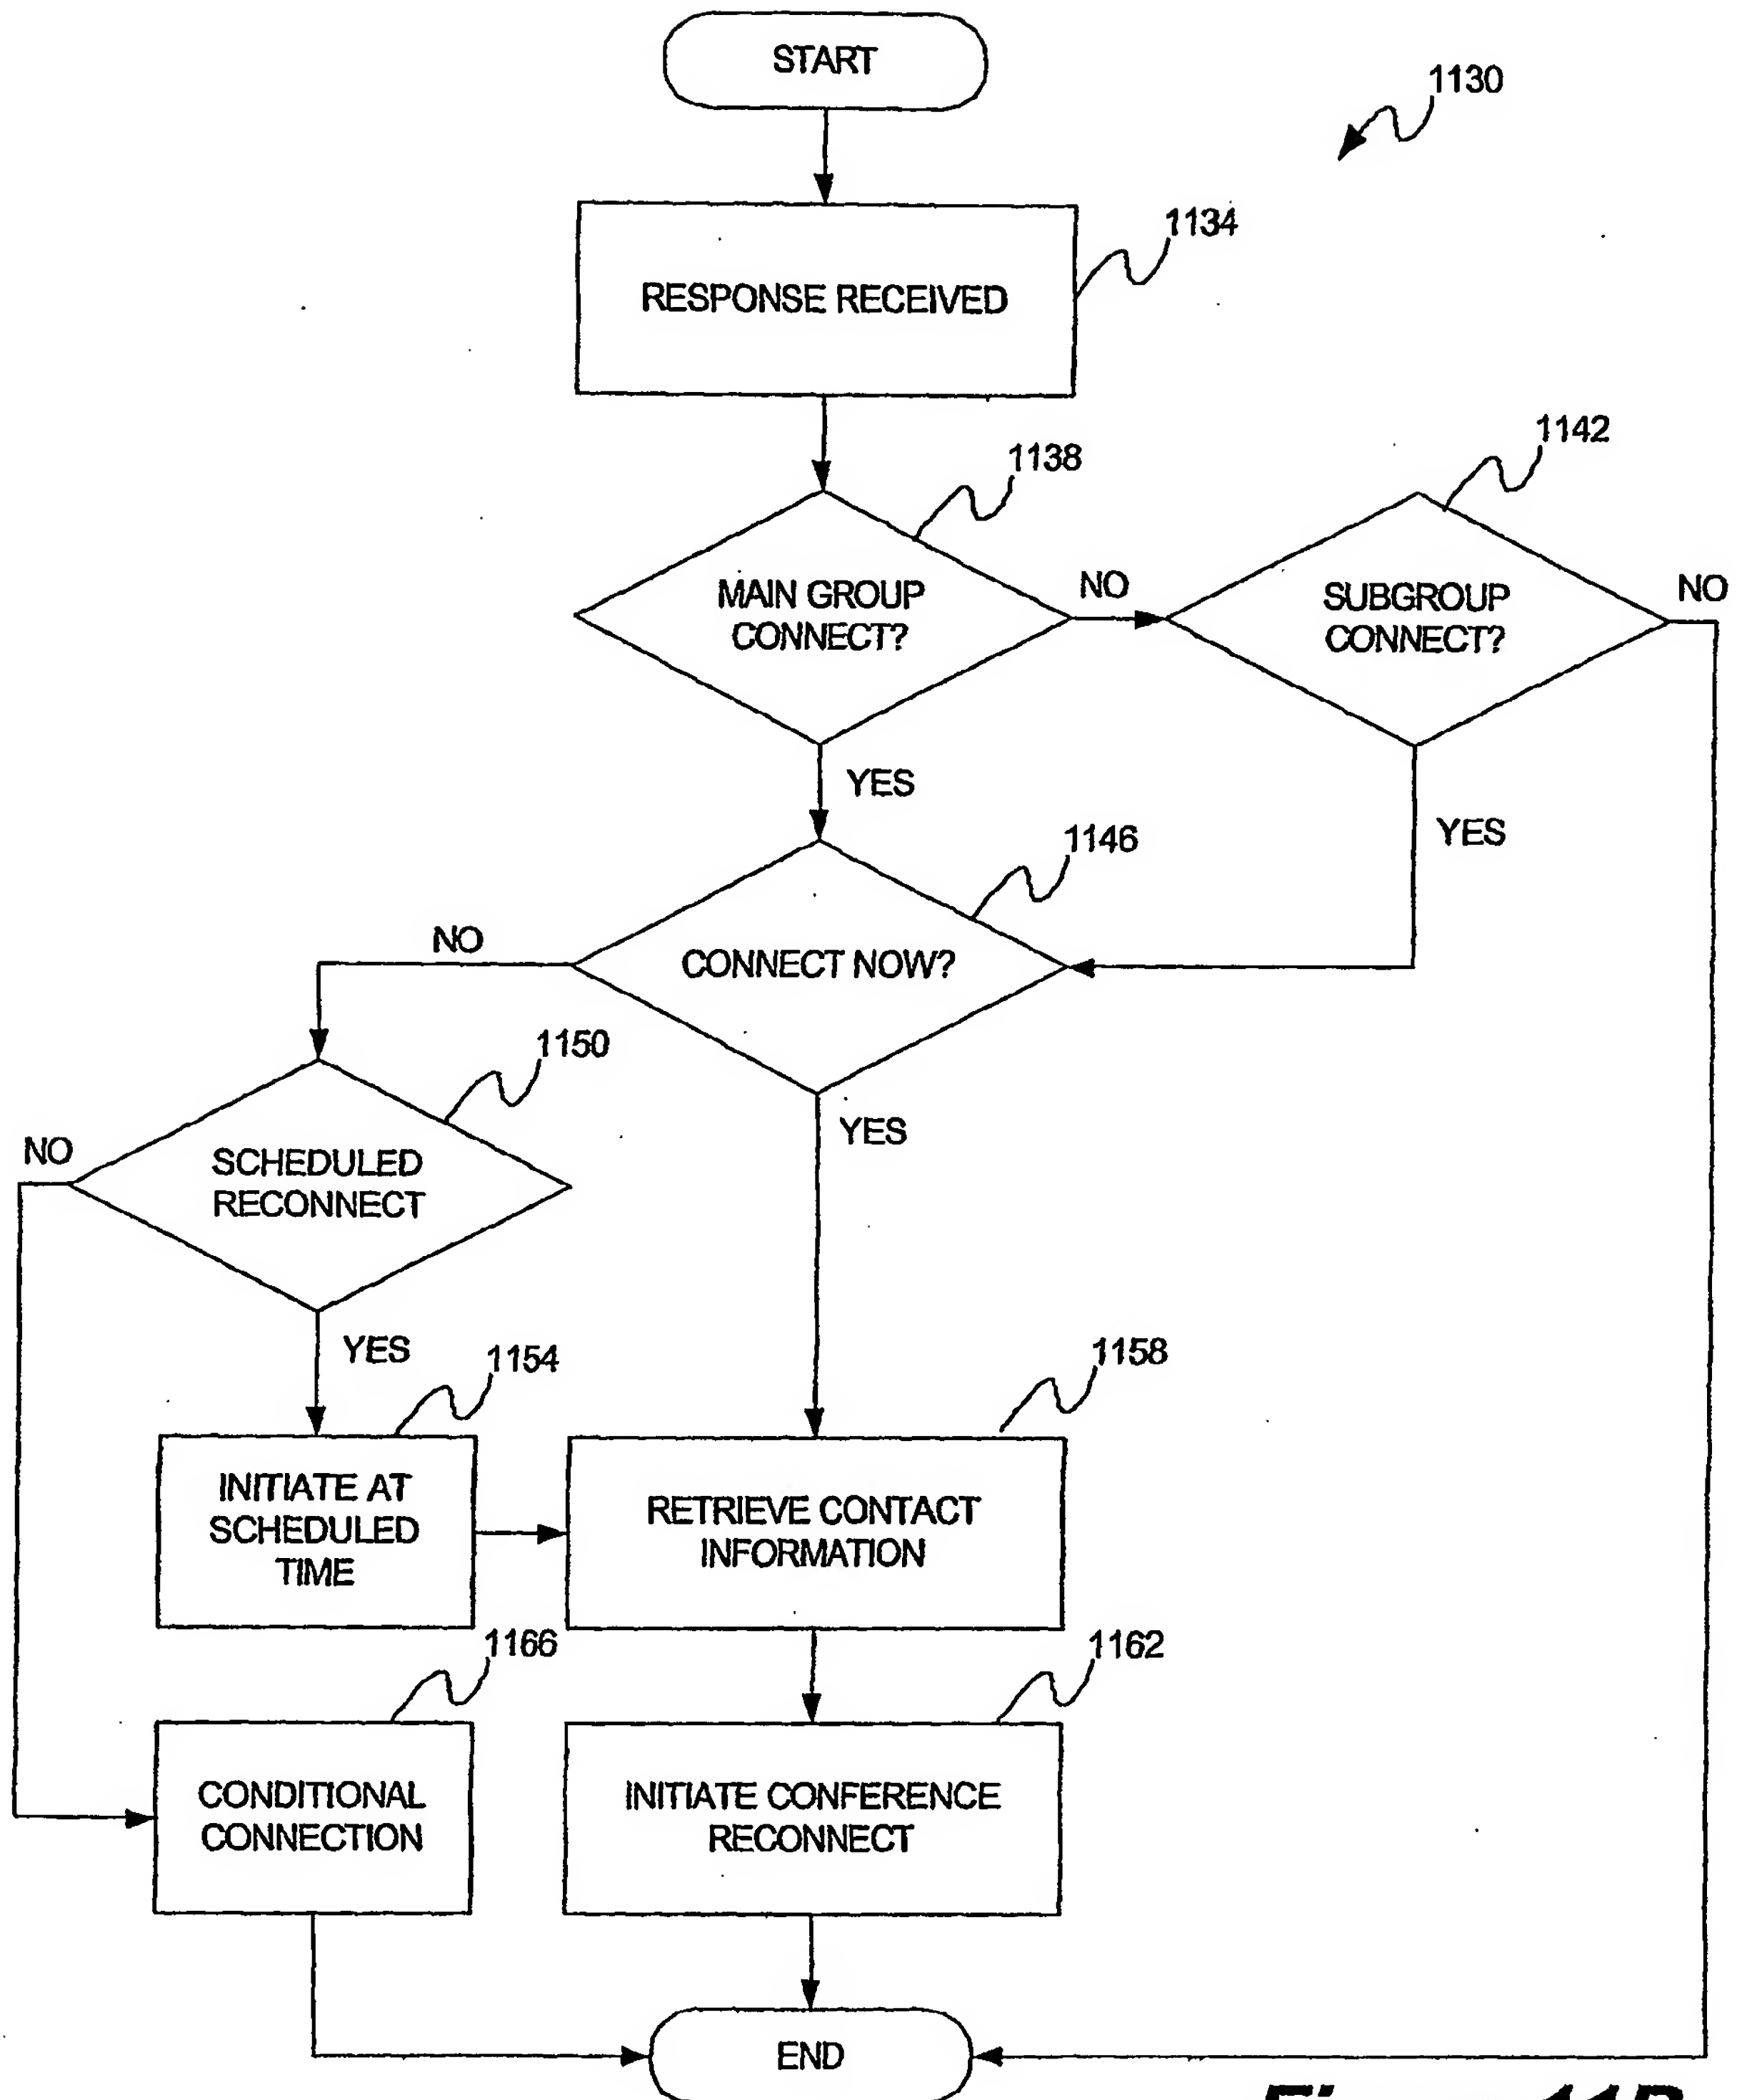 START
1130
1134
RESPONSE RECEIVED
1138
1142
MAIN GROUP
CONNECT?
NO
SUBGROUP
CONNECT?
NO
YES
YES
1146
NO
CONNECT NOW?
1150
YES
NO
SCHEDULED
RECONNECT
YES
1154
1158
INITIATE AT
SCHEDULED
TIME
RETRIEVE CONTACT
INFORMATION
1166
1162
CONDITIONAL
CONNECTION
INITIATE CONFERENCE
RECONNECT
END